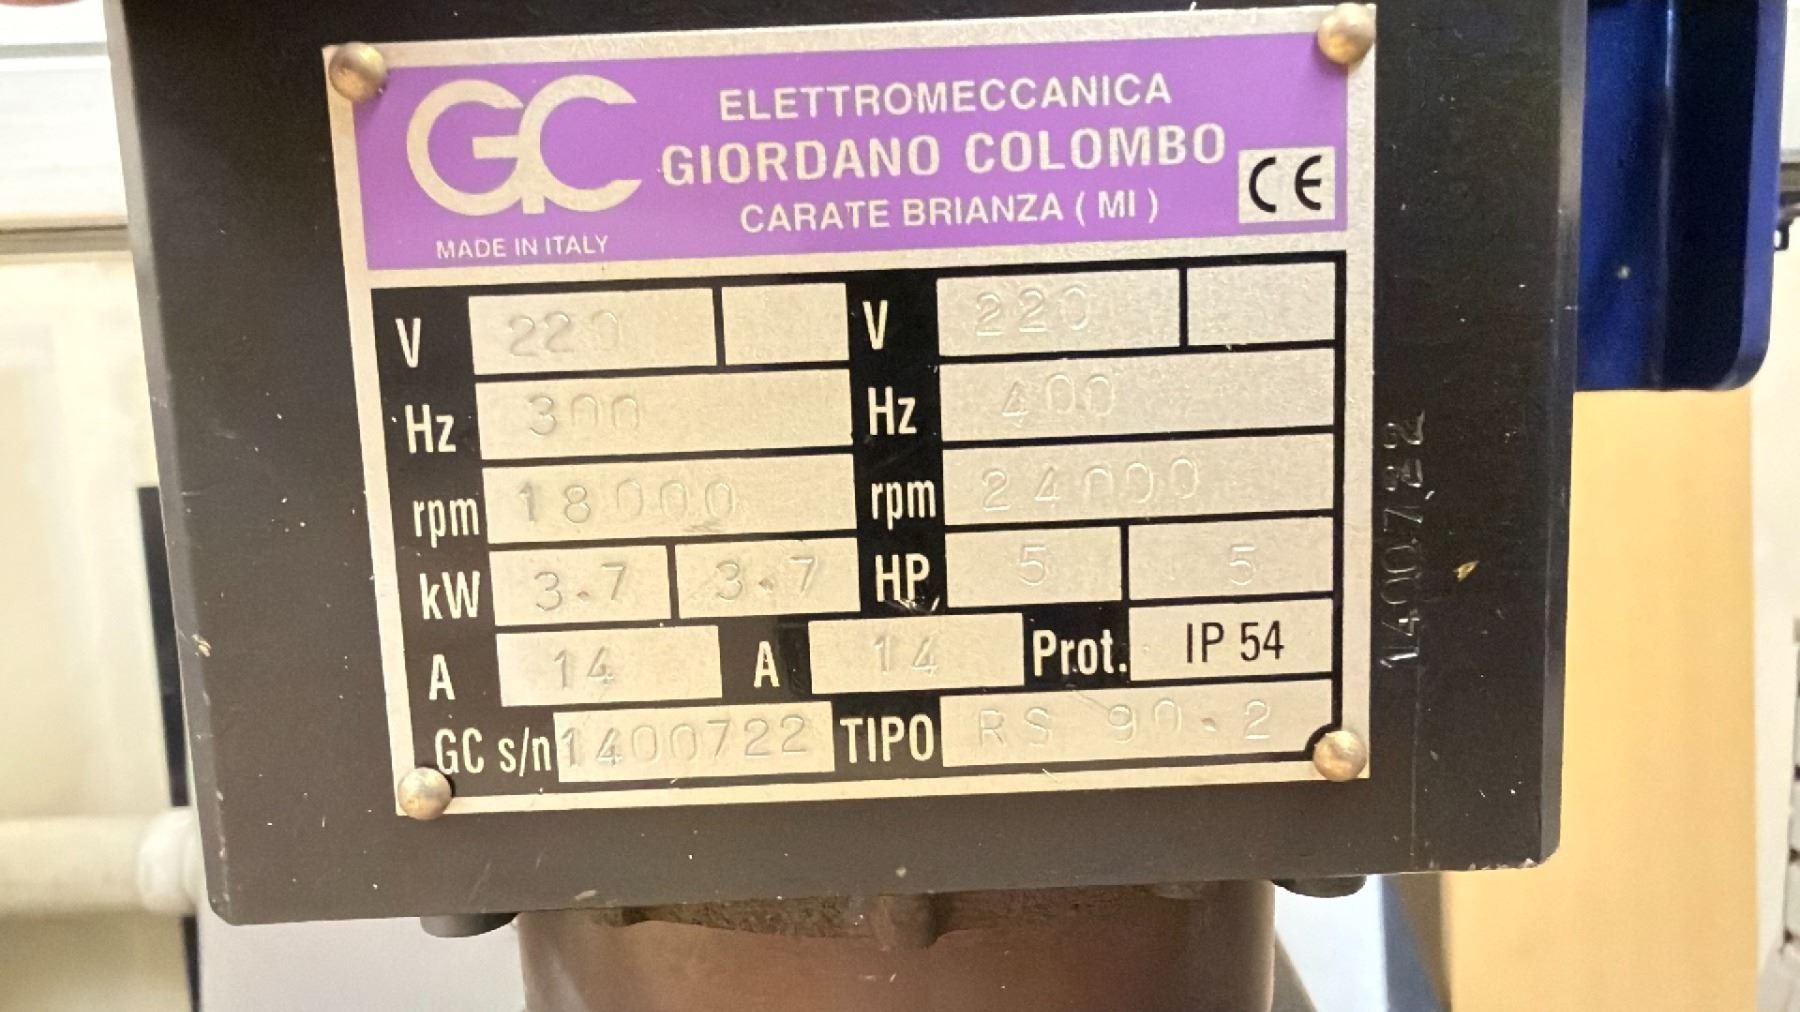 GC
MADE IN ITALY
ELETTROMECCANICA
GIORDANO COLOMBO
CARATE BRIANZA ( MI )
CE
V 220 V 220
Hz 300 Hz 400
rpm 18000 rpm 24000
kW 3.7 3.7 HP 5 5
A 14 A 14 Prot. IP 54
GC s/n 1400722 TIPO RS 90.2
1400722